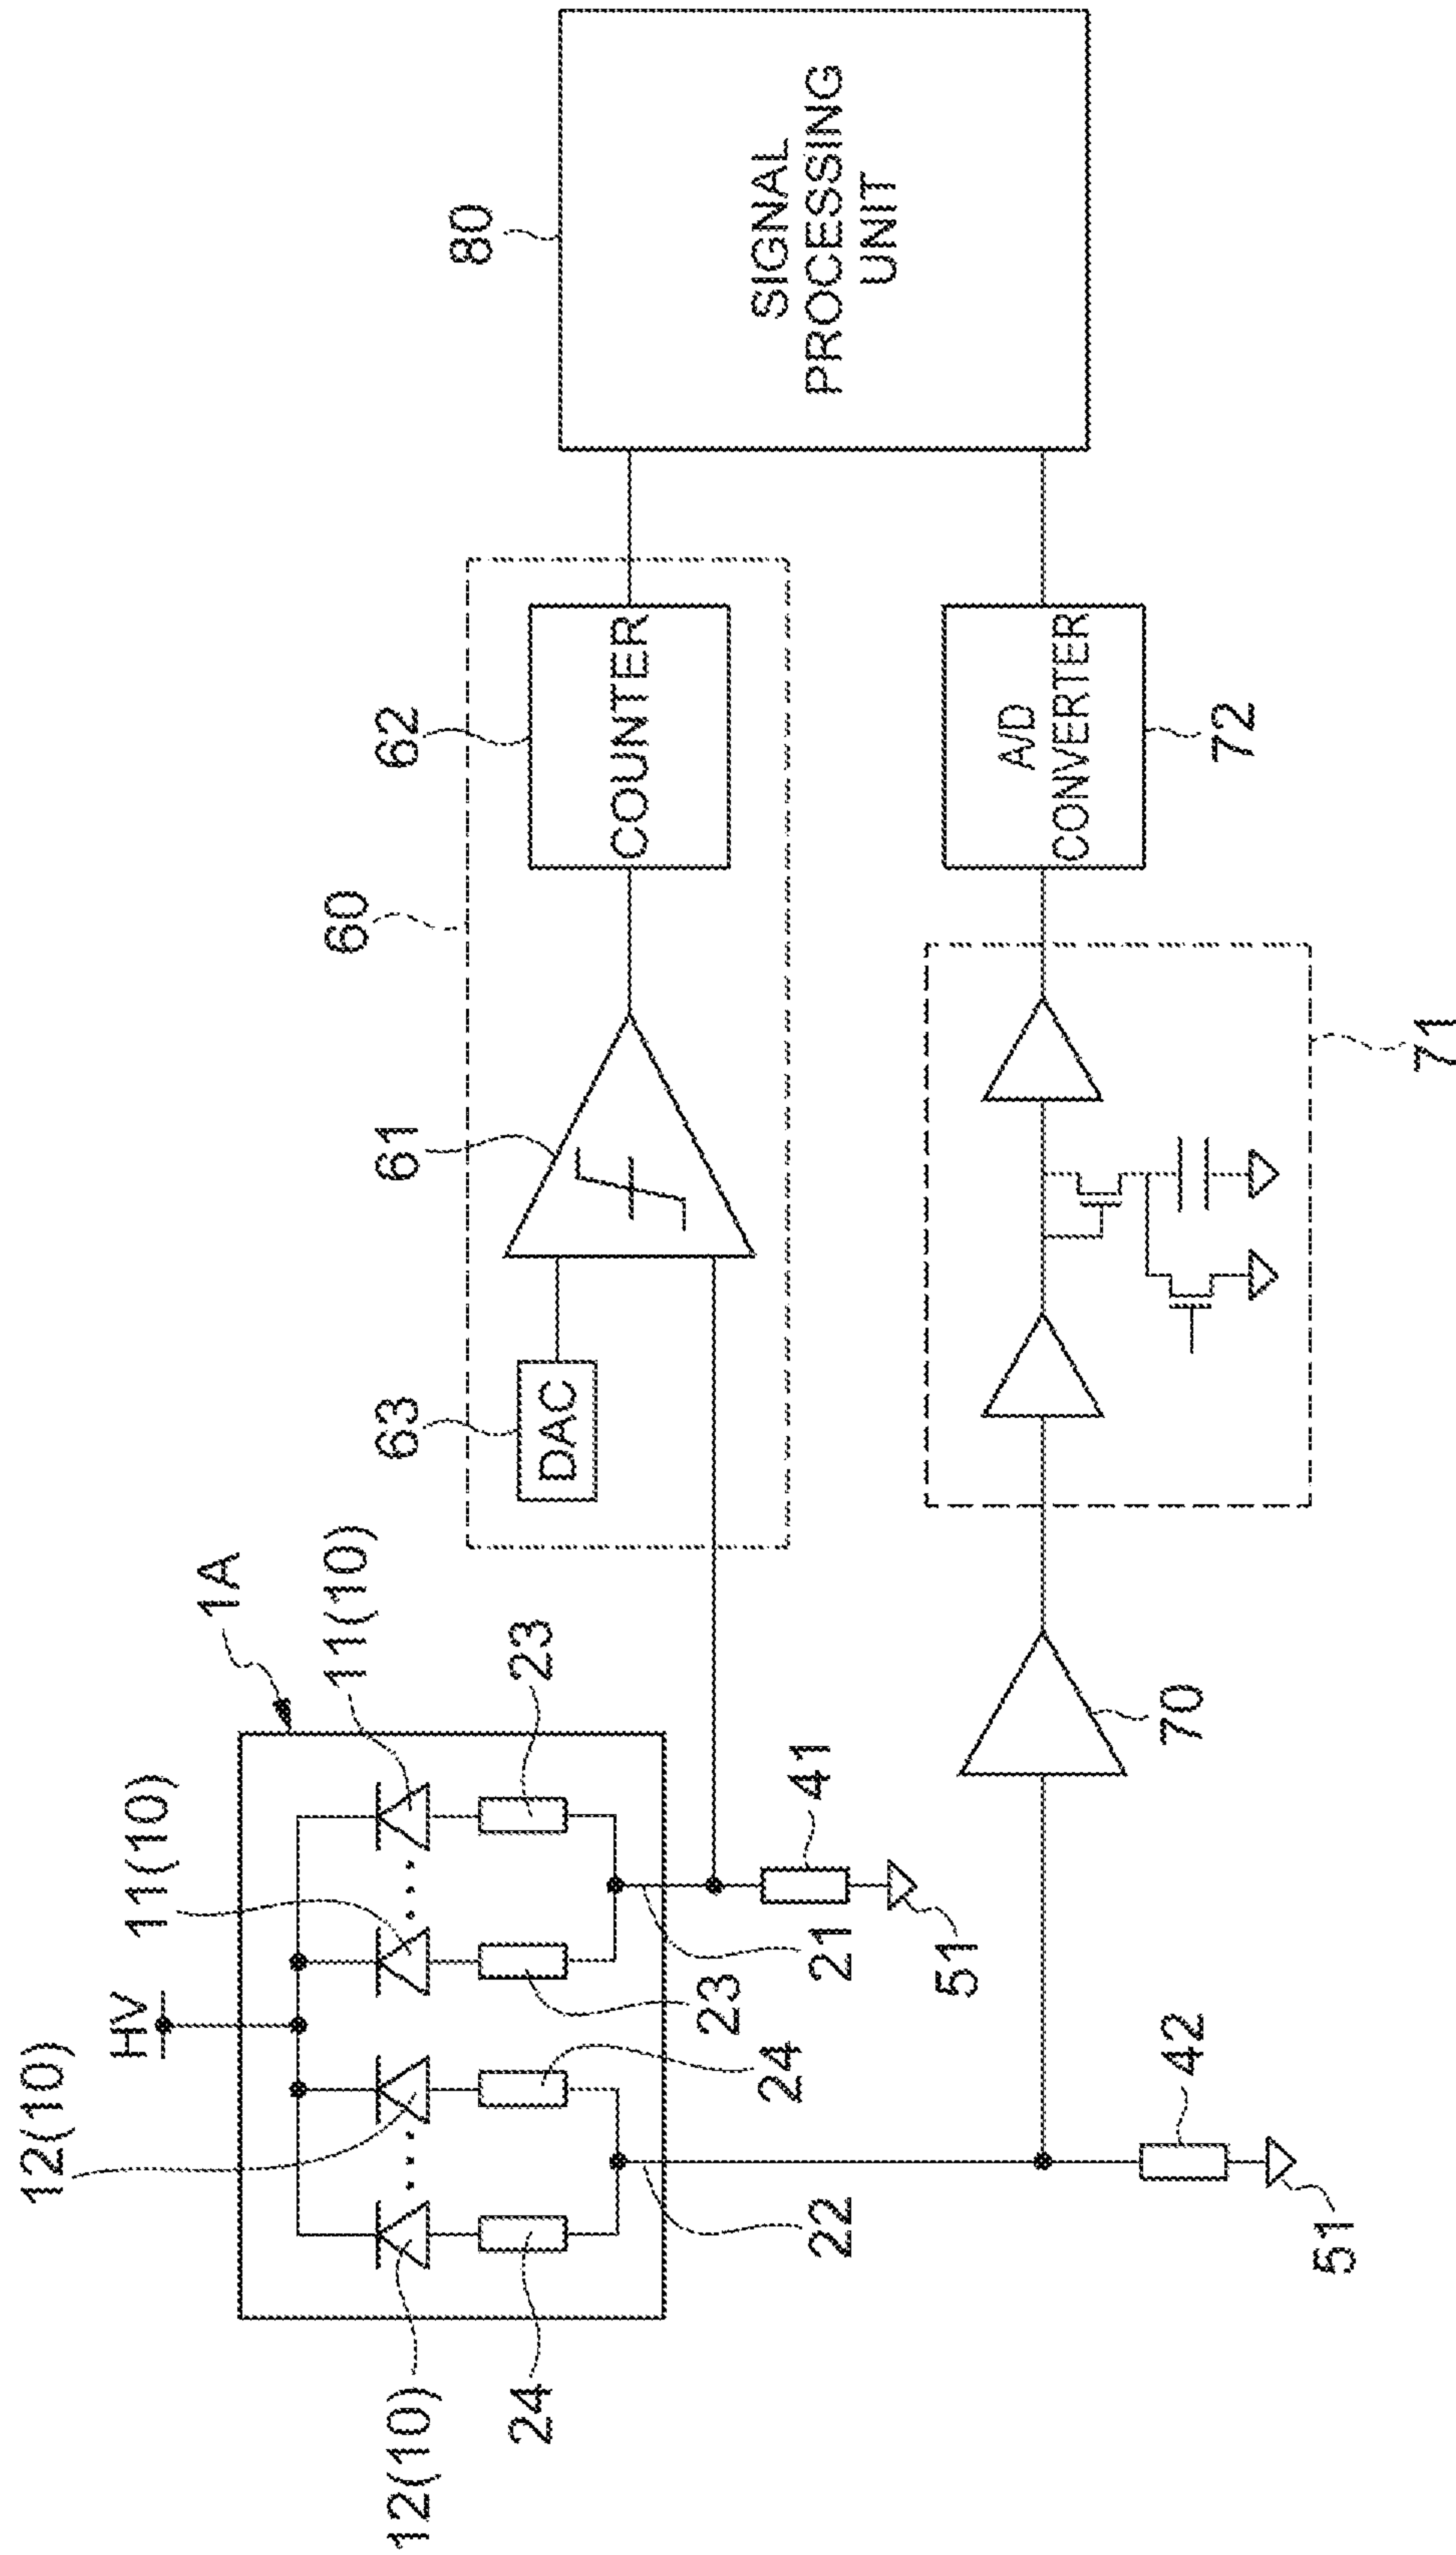 12(10)
HV
11(10)
1A
12(10)
11(10)
24
23
24
23
22
21
41
51
42
51
63
DAC
61
60
62
COUNTER
70
71
72
A/D
CONVERTER
80
SIGNAL
PROCESSING
UNIT